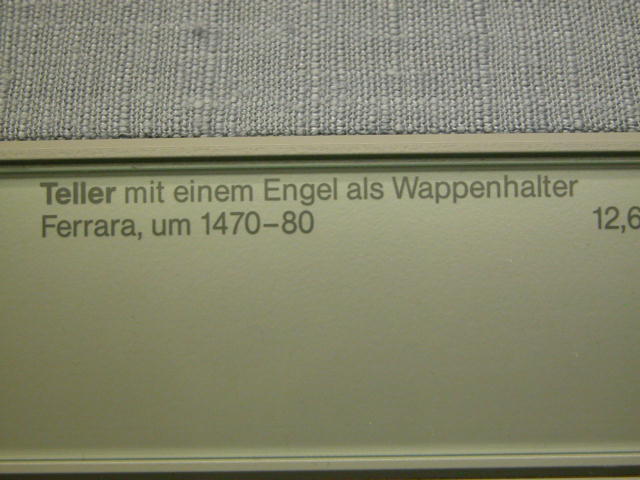 Teller mit einem Engel als Wappenhalter
Ferrara, um 1470–80 12,6